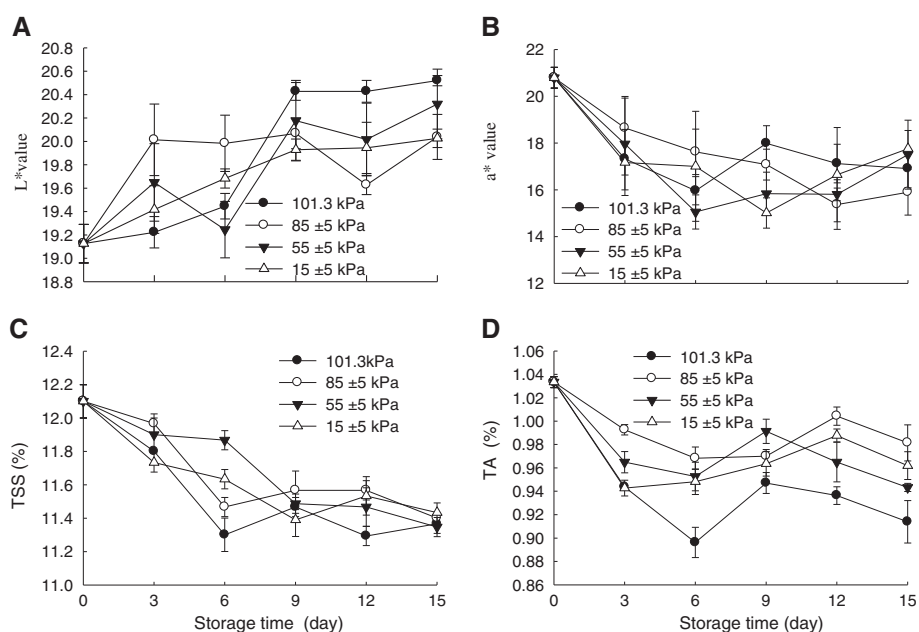 A
20.8
20.6
20.4
20.2
20.0
19.8
19.6
19.4
19.2
19.0
18.8
L*value
101.3 kPa
85 ±5 kPa
55 ±5 kPa
15 ±5 kPa
B
22
20
18
16
14
12
a* value
101.3 kPa
85 ±5 kPa
55 ±5 kPa
15 ±5 kPa
C
12.4
12.2
12.0
11.8
11.6
11.4
11.2
11.0
TSS (%)
101.3kPa
85 ±5 kPa
55 ±5 kPa
15 ±5 kPa
0 3 6 9 12 15
Storage time (day)
D
1.06
1.04
1.02
1.00
0.98
0.96
0.94
0.92
0.90
0.88
0.86
TA (%)
101.3 kPa
85 ±5 kPa
55 ±5 kPa
15 ±5 kPa
0 3 6 9 12 15
Storage time (day)